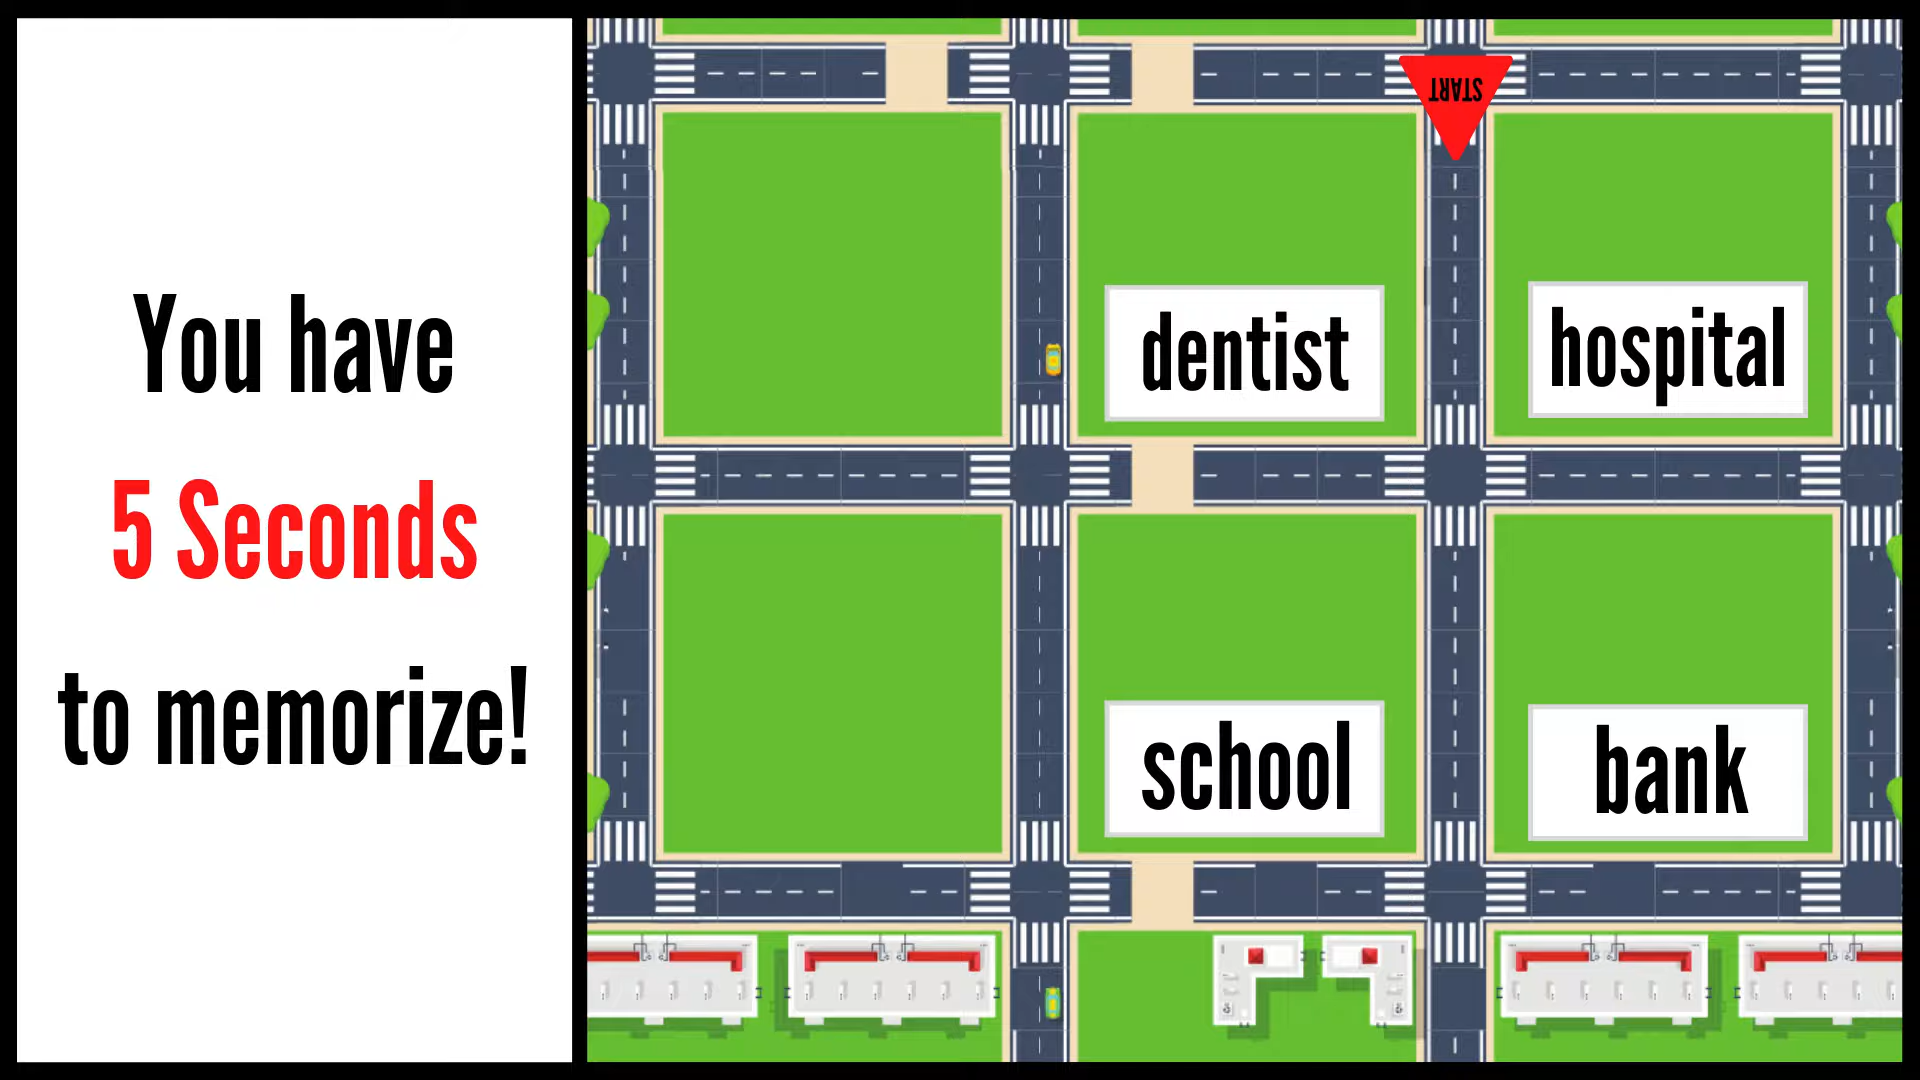 You have
5 Seconds
to memorize!
START
dentist
hospital
school
bank